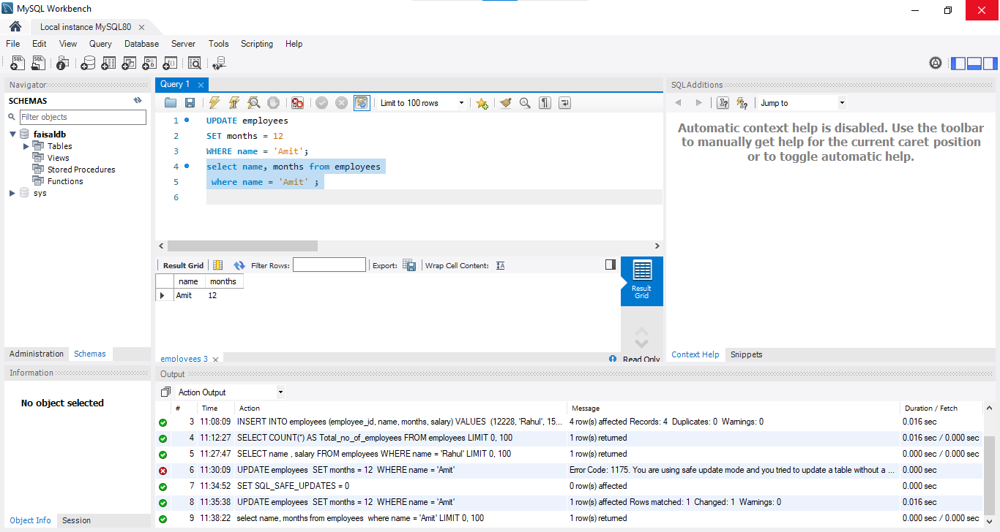 MySQL Workbench
Local instance MySQL80
File Edit View Query Database Server Tools Scripting Help
Navigator
SCHEMAS
Filter objects
faisaldb
Tables
Views
Stored Procedures
Functions
sys
Administration Schemas
Information
No object selected
Object Info Session
Query 1
Limit to 100 rows
1 UPDATE employees
2 SET months = 12
3 WHERE name = 'Amit';
4 select name, months from employees
5 where name = 'Amit' ;
6
Result Grid Filter Rows: Export: Wrap Cell Content:
name months
Amit 12
Result
Grid
employees 3 Read Only
SQLAdditions
Jump to
Automatic context help is disabled. Use the toolbar
to manually get help for the current caret position
or to toggle automatic help.
Context Help Snippets
Output
Action Output
# Time Action Message Duration / Fetch
3 11:08:09 INSERT INTO employees (employee_id, name, months, salary) VALUES (12228, 'Rahul', 15... 4 row(s) affected Records: 4 Duplicates: 0 Warnings: 0 0.016 sec
4 11:12:27 SELECT COUNT(*) AS Total_no_of_employees FROM employees LIMIT 0, 100 1 row(s) returned 0.016 sec / 0.000 sec
5 11:27:47 SELECT name , salary FROM employees WHERE name = 'Rahul' LIMIT 0, 100 1 row(s) returned 0.000 sec / 0.000 sec
6 11:30:09 UPDATE employees SET months = 12 WHERE name = 'Amit' Error Code: 1175. You are using safe update mode and you tried to update a table without a ... 0.000 sec
7 11:34:52 SET SQL_SAFE_UPDATES = 0 0 row(s) affected 0.000 sec
8 11:35:38 UPDATE employees SET months = 12 WHERE name = 'Amit' 1 row(s) affected Rows matched: 1 Changed: 1 Warnings: 0 0.016 sec
9 11:38:22 select name, months from employees where name = 'Amit' LIMIT 0, 100 1 row(s) returned 0.000 sec / 0.000 sec